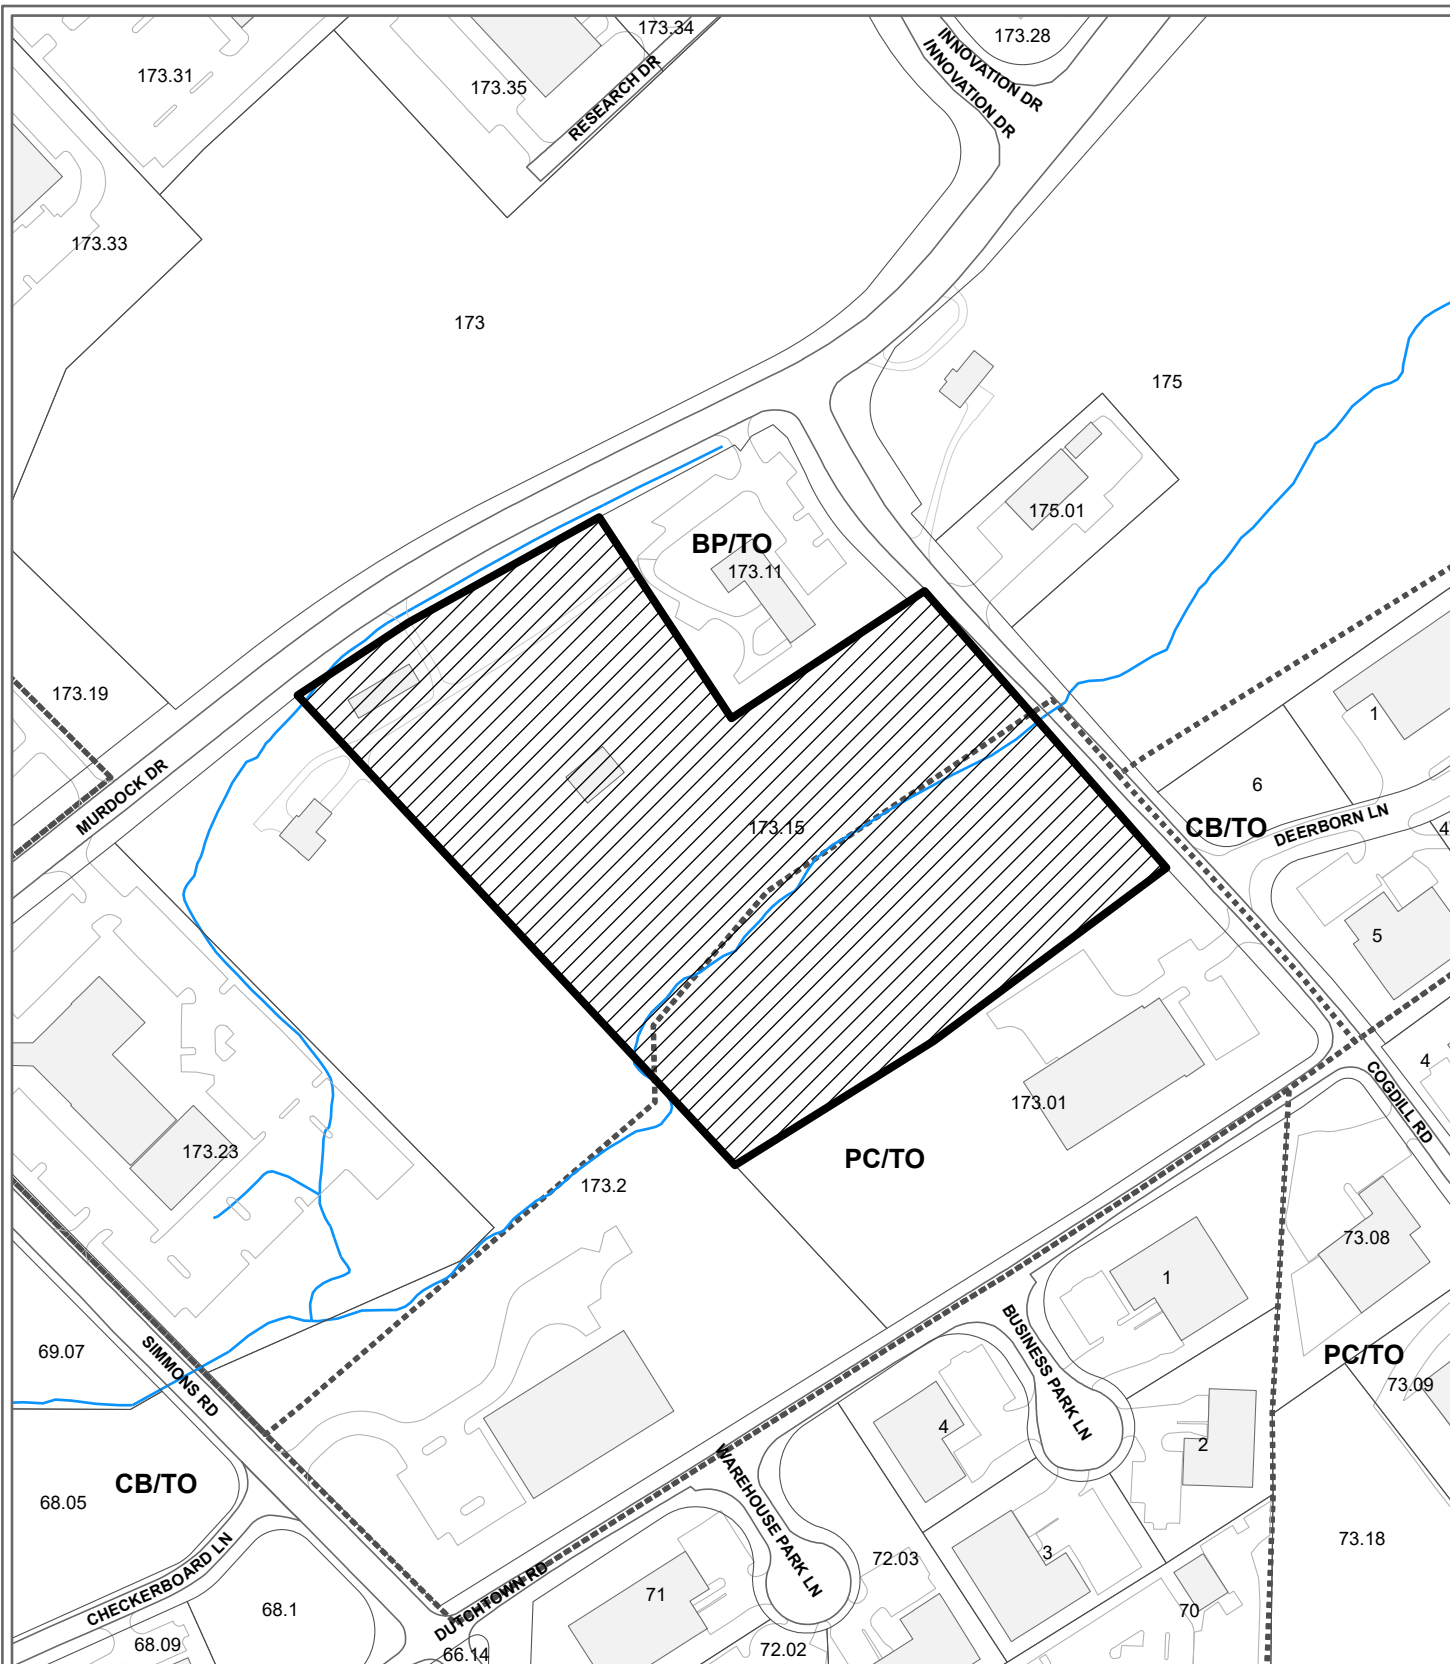 173.34
173.28
INNOVATION DR
INNOVATION DR
173.31
173.35
RESEARCH DR
173.33
173
175
175.01
BP/TO
173.11
173.19
1
6
MURDOCK DR
173.15
CB/TO
DEERBORN LN
4
5
4
COGDILL RD
173.01
173.23
PC/TO
173.2
73.08
1
BUSINESS PARK LN
69.07
SIMMONS RD
PC/TO
73.09
4
2
CB/TO
68.05
WAREHOUSE PARK LN
73.18
3
72.03
CHECKERBOARD LN
DUTCHTOWN RD
71
68.1
70
68.09
66.14
72.02